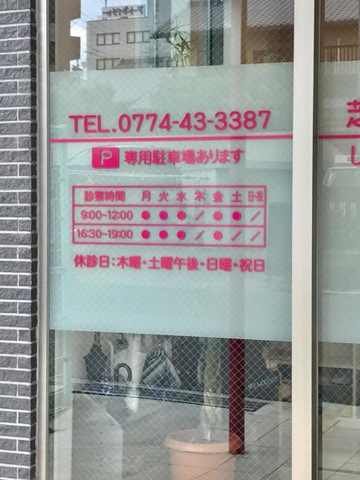 TEL.0774-43-3387
P 専用駐車場あります
診察時間 月 火 水 木 金 土 日・祝
9:00~12:00 ● ● ● ／ ● ● ／
16:30~19:00 ● ● ● ／ ● ／ ／
休診日:木曜・土曜午後・日曜・祝日
し